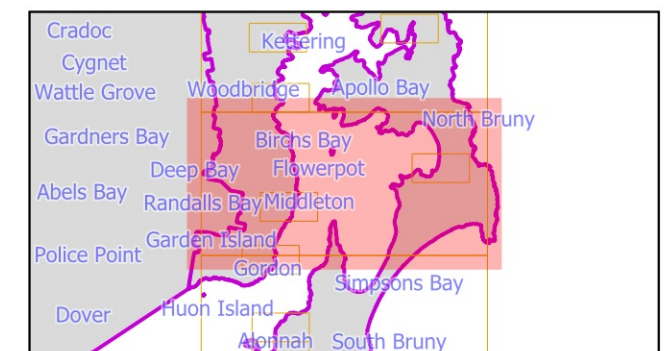 Cradoc
Kettering
Cygnet
Wattle Grove
Woodbridge
Apollo Bay
North Bruny
Gardners Bay
Birchs Bay
Deep Bay
Flowerpot
Abels Bay
Randalls Bay
Middleton
Garden Island
Police Point
Gordon
Simpsons Bay
Huon Island
Dover
Alonnah
South Bruny